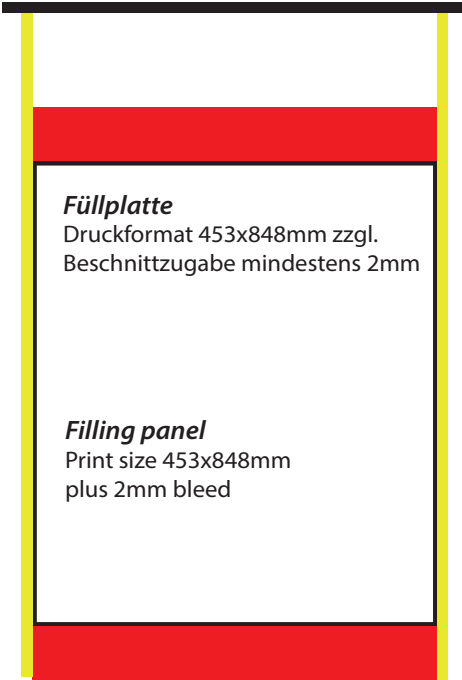 Füllplatte
Druckformat 453x848mm zzgl.
Beschnittzugabe mindestens 2mm
Filling panel
Print size 453x848mm
plus 2mm bleed